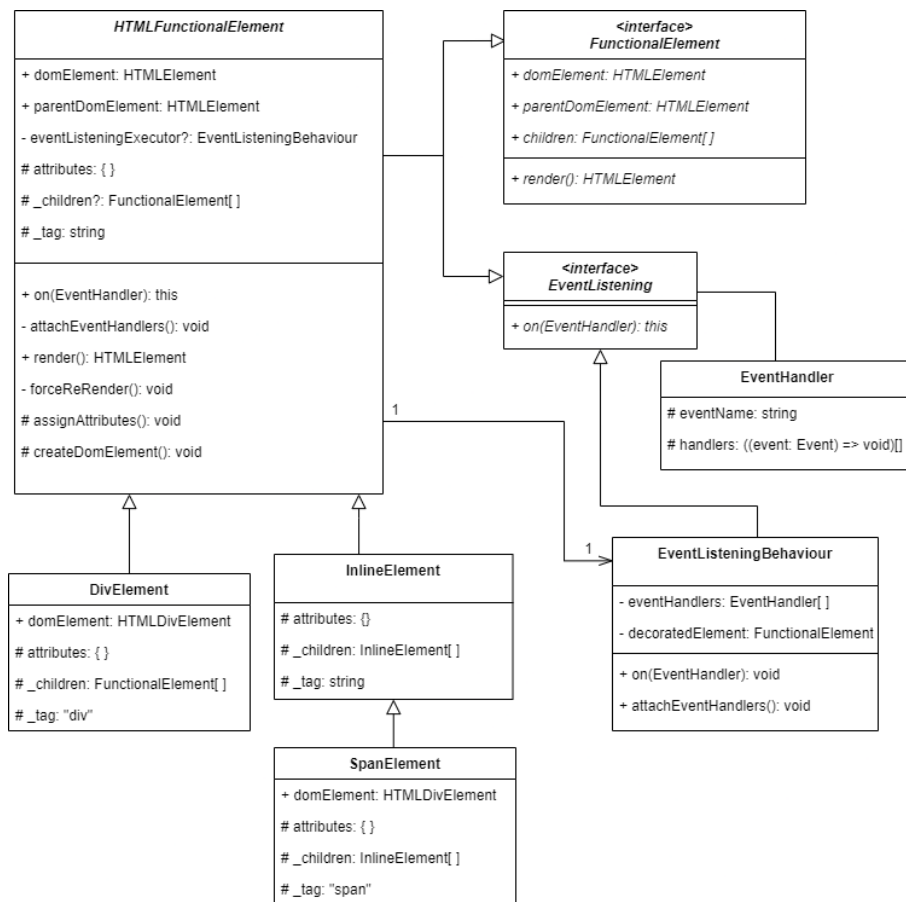 HTMLFunctionalElement
+ domElement: HTMLElement
+ parentDomElement: HTMLElement
- eventListeningExecutor?: EventListeningBehaviour
# attributes: { }
# _children?: FunctionalElement[ ]
# _tag: string
+ on(EventHandler): this
- attachEventHandlers(): void
+ render(): HTMLElement
- forceReRender(): void
# assignAttributes(): void
# createDomElement(): void
<interface>
FunctionalElement
+ domElement: HTMLElement
+ parentDomElement: HTMLElement
+ children: FunctionalElement[ ]
+ render(): HTMLElement
<interface>
EventListening
+ on(EventHandler): this
EventHandler
# eventName: string
# handlers: ((event: Event) => void)[]
1
1
EventListeningBehaviour
- eventHandlers: EventHandler[ ]
- decoratedElement: FunctionalElement
+ on(EventHandler): void
+ attachEventHandlers(): void
DivElement
+ domElement: HTMLDivElement
# attributes: { }
# _children: FunctionalElement[ ]
# _tag: "div"
InlineElement
# attributes: {}
# _children: InlineElement[ ]
# _tag: string
SpanElement
+ domElement: HTMLDivElement
# attributes: { }
# _children: InlineElement[ ]
# _tag: "span"